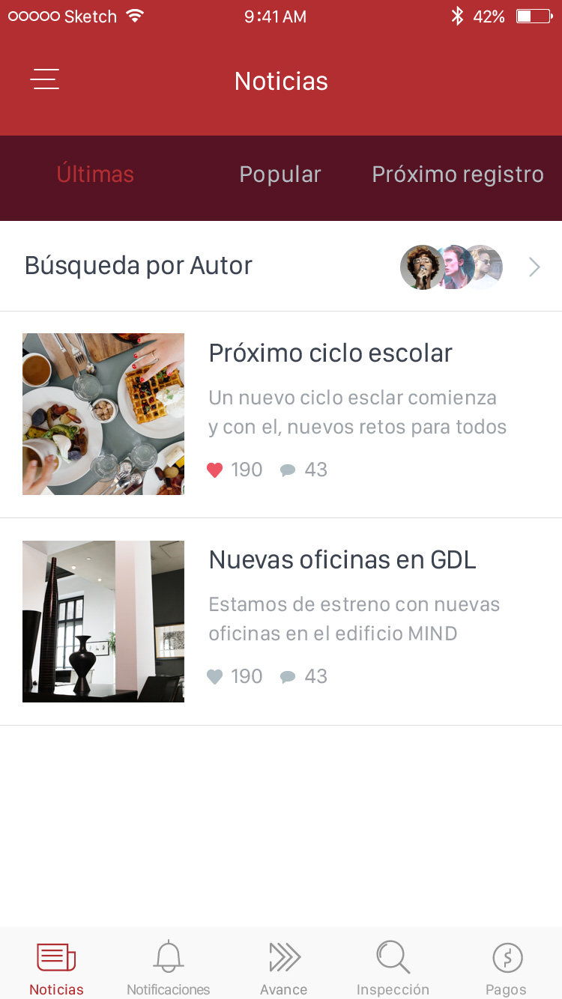 Sketch 9:41 AM 42%
Noticias
Últimas Popular Próximo registro
Búsqueda por Autor
Próximo ciclo escolar
Un nuevo ciclo esclar comienza
y con el, nuevos retos para todos
190 43
Nuevas oficinas en GDL
Estamos de estreno con nuevas
oficinas en el edificio MIND
190 43
Noticias Notificaciones Avance Inspección Pagos